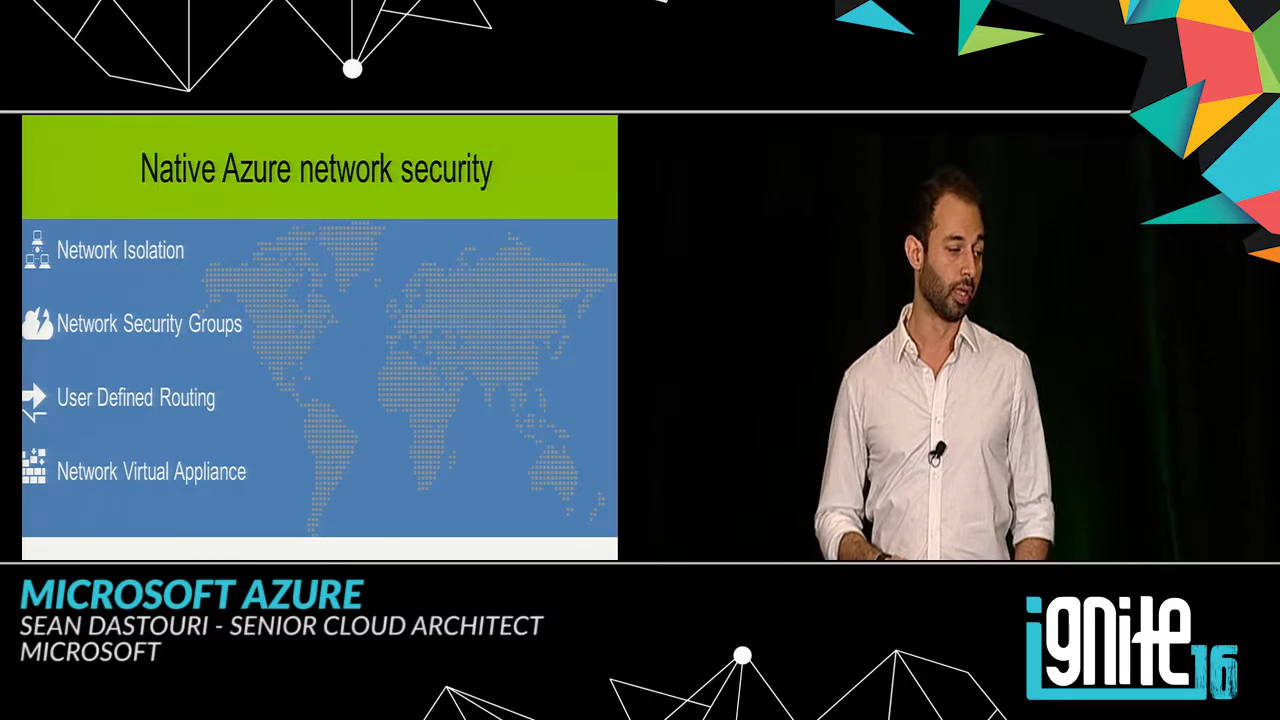 Native Azure network security
Network Isolation
Network Security Groups
User Defined Routing
Network Virtual Appliance
MICROSOFT AZURE
SEAN DASTOURI - SENIOR CLOUD ARCHITECT
MICROSOFT
ignite16